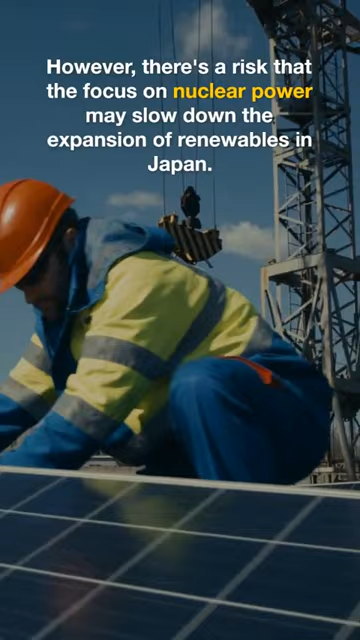 However, there's a risk that
the focus on nuclear power
may slow down the
expansion of renewables in
Japan.